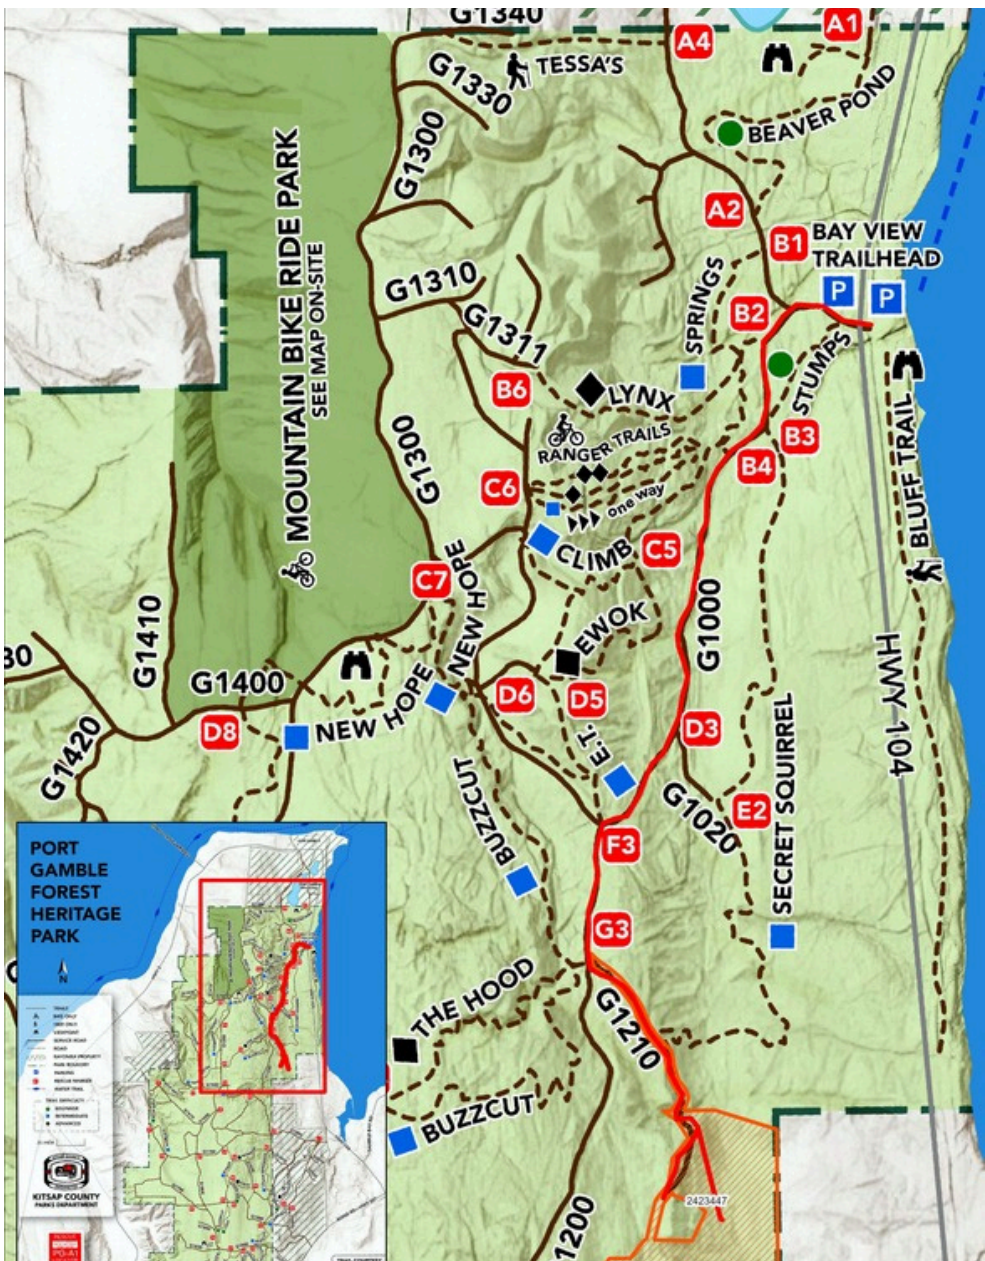 G1340
A1
A4
TESSA'S
G1330
BEAVER POND
G1300
MOUNTAIN BIKE RIDE PARK
SEE MAP ON-SITE
A2
B1
BAY VIEW
TRAILHEAD
P
P
G1310
SPRINGS
B2
G1311
STUMPS
B6
LYNX
RANGER TRAILS
B3
B4
BLUFF TRAIL
G1300
C6
one way
CLIMB
C5
C7
NEW HOPE
G1000
G1410
EWOK
HWY 104
30
G1400
NEW HOPE
D6
D5
D8
D3
E.T.
G1420
SECRET SQUIRREL
BUZZCUT
G1020
E2
F3
PORT
GAMBLE
FOREST
HERITAGE
PARK
N
G3
THE HOOD
G1210
BUZZCUT
KITSAP COUNTY
PARKS DEPARTMENT
2423447
1200
PG-A1